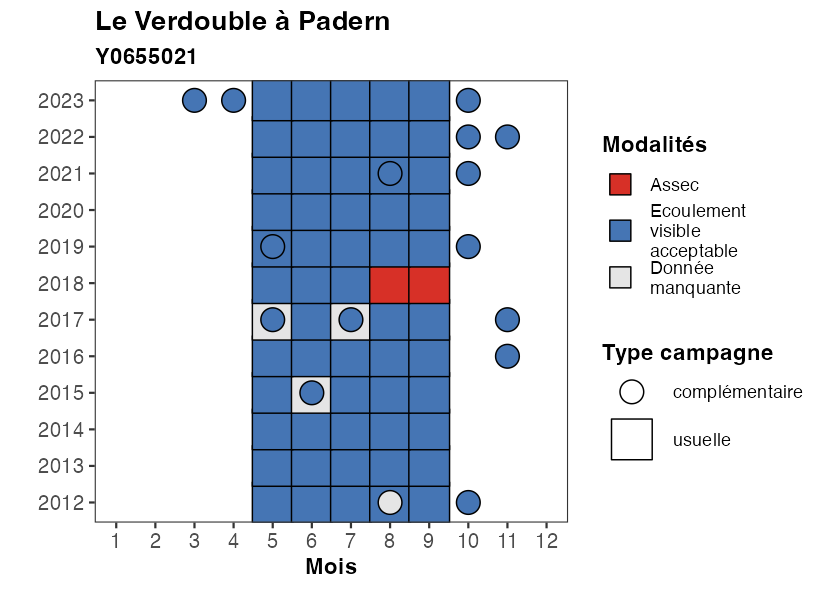 Le Verdouble à Padern
Y0655021
2023
2022
2021
2020
2019
2018
2017
2016
2015
2014
2013
2012
1 2 3 4 5 6 7 8 9 10 11 12
Mois
Modalités
Assec
Ecoulement
visible
acceptable
Donnée
manquante
Type campagne
complémentaire
usuelle